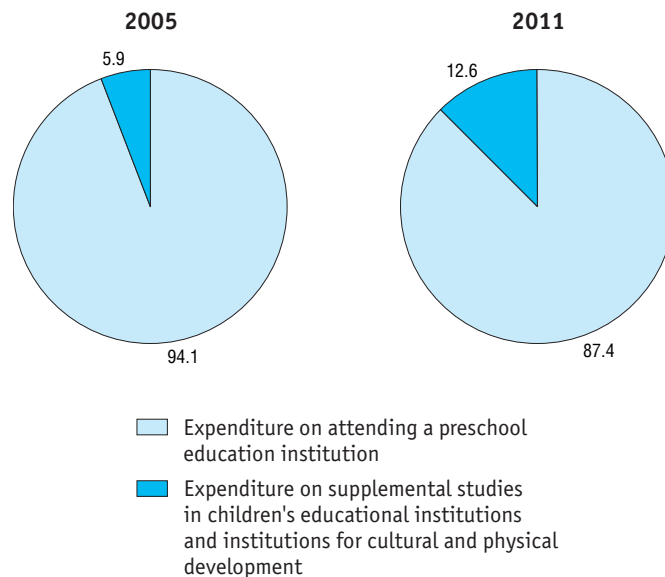 2005
2011
5.9
12.6
94.1
87.4
Expenditure on attending a preschool
education institution
Expenditure on supplemental studies
in children's educational institutions
and institutions for cultural and physical
development